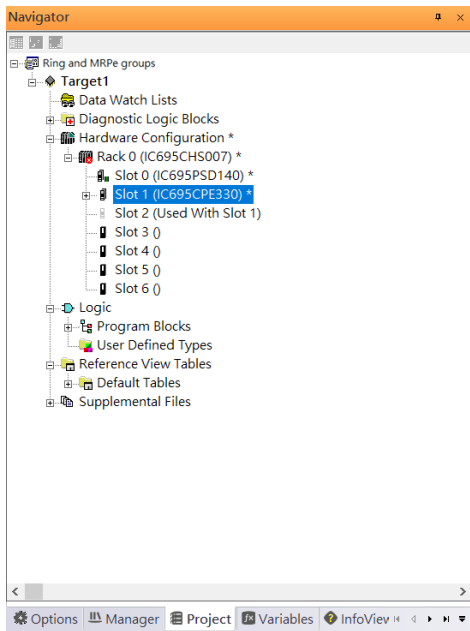 Navigator
Ring and MRPe groups
Target1
Data Watch Lists
Diagnostic Logic Blocks
Hardware Configuration *
Rack 0 (IC695CHS007) *
Slot 0 (IC695PSD140) *
Slot 1 (IC695CPE330) *
Slot 2 (Used With Slot 1)
Slot 3 ()
Slot 4 ()
Slot 5 ()
Slot 6 ()
Logic
Program Blocks
User Defined Types
Reference View Tables
Default Tables
Supplemental Files
Options Manager Project Variables InfoView